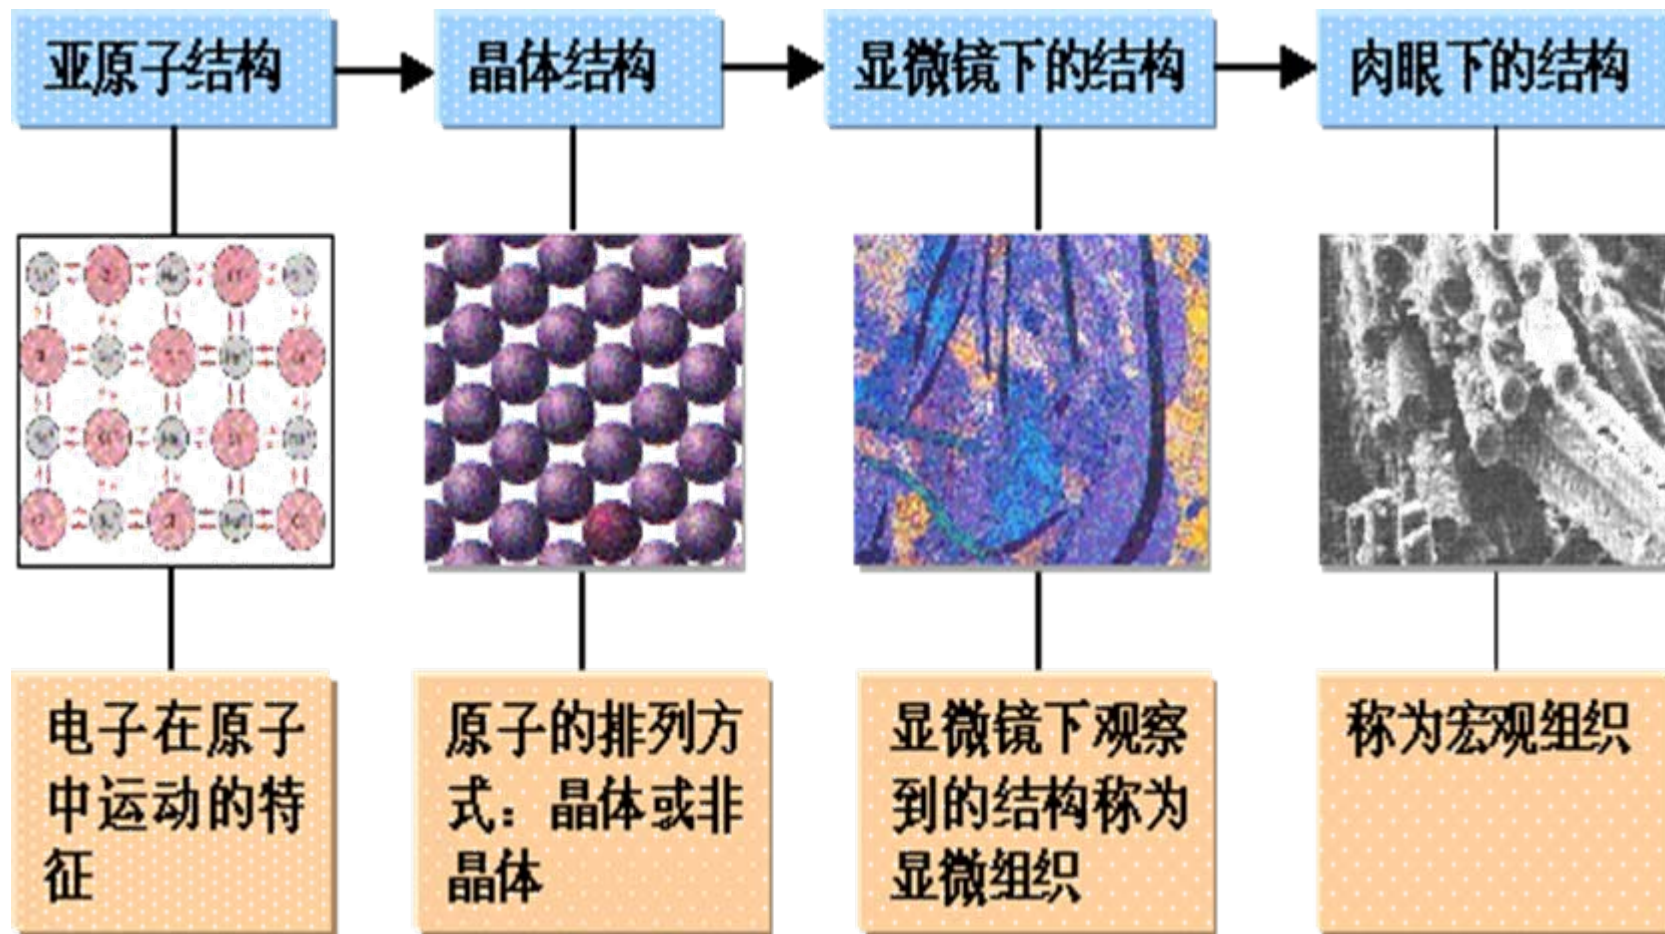 亚原子结构
晶体结构
显微镜下的结构
肉眼下的结构
电子在原子
中运动的特
征
原子的排列方
式：晶体或非
晶体
显微镜下观察
到的结构称为
显微组织
称为宏观组织